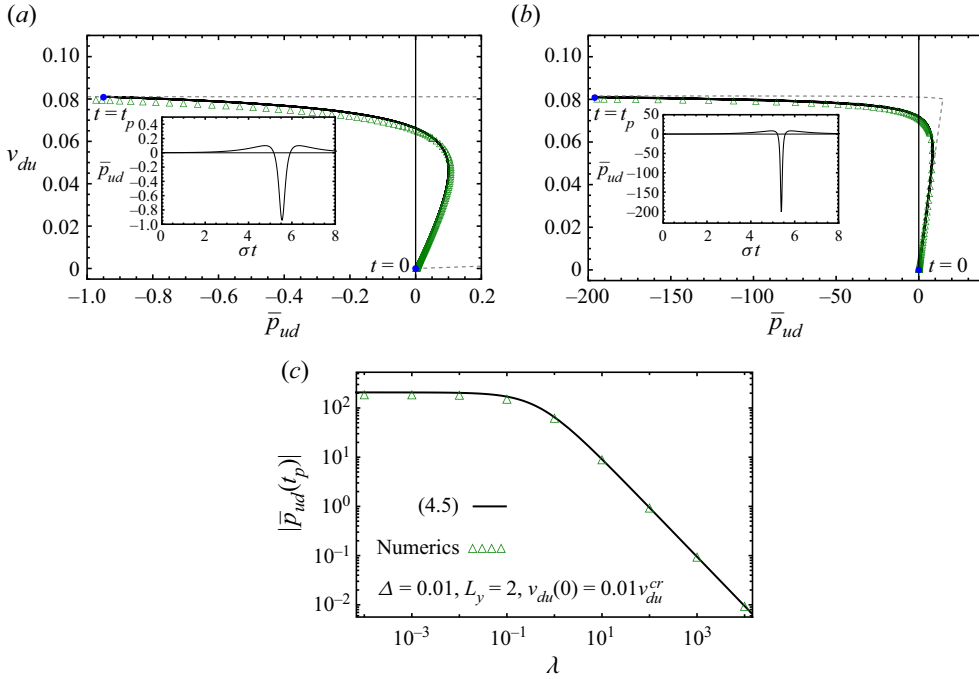 (a)
0.10
0.08
0.06
0.04
0.02
0
v_du
t = t_p
0.4
0.2
0
−0.2
−0.4
−0.6
−0.8
−1.0
p̅_ud
0 2 4 6 8
σt
t = 0
−1.0 −0.8 −0.6 −0.4 −0.2 0 0.2
p̅_ud
(b)
0.10
0.08
0.06
0.04
0.02
0
t = t_p
50
0
−50
−100
−150
−200
p̅_ud
0 2 4 6 8
σt
t = 0
−200 −150 −100 −50 0
p̅_ud
(c)
10^2
10^1
10^0
10^−1
10^−2
|p̅_ud(t_p)|
(4.5)
Numerics
Δ = 0.01, L_y = 2, v_du(0) = 0.01v_du^cr
10^−3 10^−1 10^1 10^2 10^3 10^4
λ